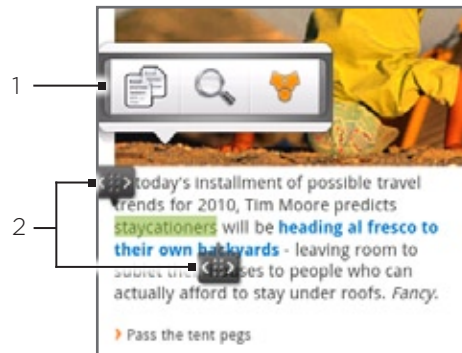 1
2
today's installment of possible travel
trends for 2010, Tim Moore predicts
staycationers will be heading al fresco to
their own backyards - leaving room to
sublet to people who can
actually afford to stay under roofs. Fancy.
› Pass the tent pegs